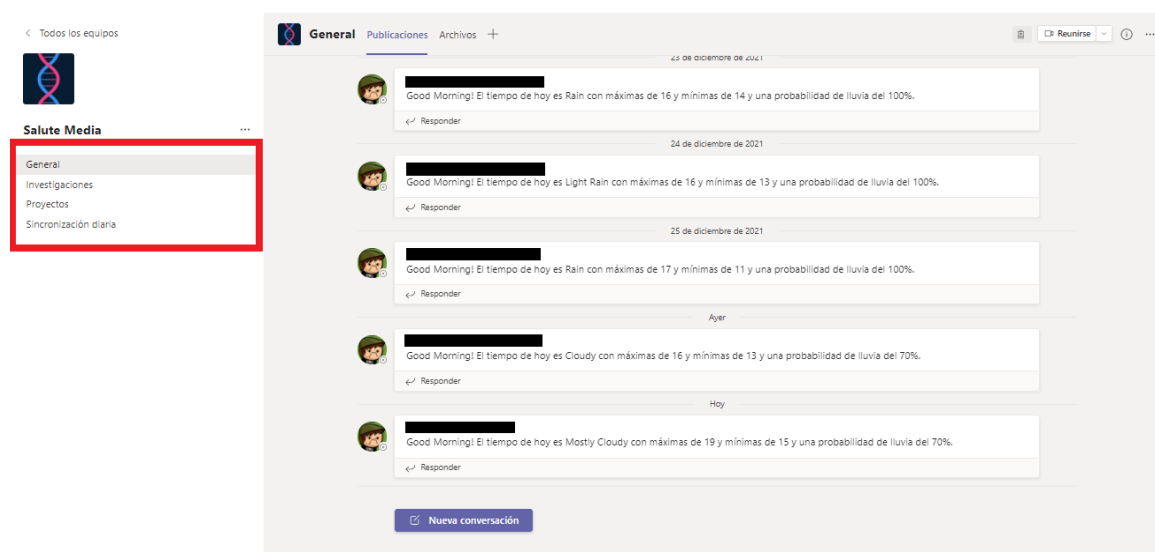 Todos los equipos
Salute Media
General
Investigaciones
Proyectos
Sincronización diaria
General Publicaciones Archivos
Reunirse
23 de diciembre de 2021
Good Morning! El tiempo de hoy es Rain con máximas de 16 y mínimas de 14 y una probabilidad de lluvia del 100%.
Responder
24 de diciembre de 2021
Good Morning! El tiempo de hoy es Light Rain con máximas de 16 y mínimas de 13 y una probabilidad de lluvia del 100%.
Responder
25 de diciembre de 2021
Good Morning! El tiempo de hoy es Rain con máximas de 17 y mínimas de 11 y una probabilidad de lluvia del 100%.
Responder
Ayer
Good Morning! El tiempo de hoy es Cloudy con máximas de 16 y mínimas de 13 y una probabilidad de lluvia del 70%.
Responder
Hoy
Good Morning! El tiempo de hoy es Mostly Cloudy con máximas de 19 y mínimas de 15 y una probabilidad de lluvia del 70%.
Responder
Nueva conversación